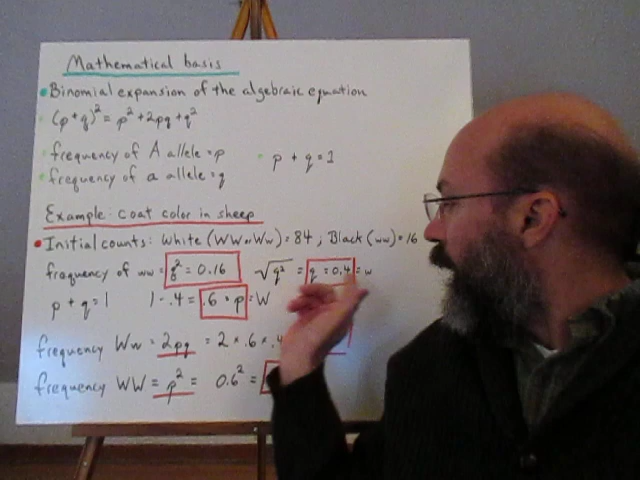 Mathematical basis
Binomial expansion of the algebraic equation
(p + q)² = p² + 2pq + q²
frequency of A allele = p
p + q = 1
frequency of a allele = q
Example: coat color in sheep
Initial counts: White (WW or Ww) = 84 ; Black (ww) = 16
frequency of ww = q² = 0.16 √q² = q = 0.4 = w
p + q = 1 1 - .4 = .6 = p = W
frequency Ww = 2pq = 2 × .6 × .4
frequency WW = p² = 0.6² =